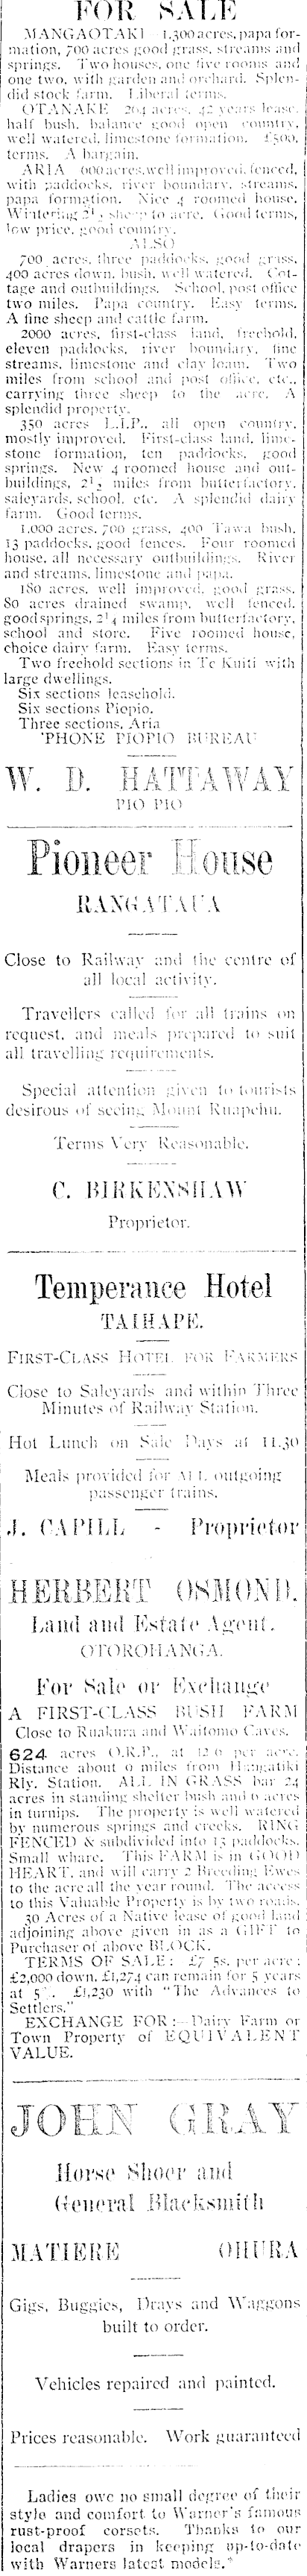 FOR SALE
MANGAOTAKI 1,300 acres, papa for-
mation, 700 acres good grass, streams and
springs. Two houses, one five rooms and
one two, with garden and orchard. Splen-
did stock farm. Liberal terms.
OTANAKE 264 acres, 42 years lease,
half bush, balance good open country,
well watered, limestone formation. £500,
terms. A bargain.
ARIA 600 acres, well improved, fenced,
with paddocks, river boundary, streams,
papa formation. Nice 4 roomed house.
Wintering 2½ sheep to acre. Good terms,
low price, good country.
ALSO
700 acres, three paddocks, good grass,
400 acres down, bush, well watered. Cot-
tage and outbuildings. School, post office
two miles. Papa country. Easy terms.
A fine sheep and cattle farm.
2000 acres, first-class land, freehold,
eleven paddocks, river boundary, fine
streams, limestone and clay loam. Two
miles from school and post office, etc.,
carrying three sheep to the acre. A
splendid property.
350 acres L.I.P., all open country,
mostly improved. First-class land, lime-
stone formation, ten paddocks, good
springs. New 4 roomed house and out-
buildings, 2½ miles from butterfactory,
saleyards, school, etc. A splendid dairy
farm. Good terms.
1,000 acres, 700 grass, 400 Tawa bush,
13 paddocks, good fences. Four roomed
house, all necessary outbuildings. River
and streams, limestone and papa.
180 acres, well improved, good grass,
80 acres drained swamp, well fenced,
good springs, 2¼ miles from butterfactory,
school and store. Five roomed house,
choice dairy farm. Easy terms.
Two freehold sections in Te Kuiti with
large dwellings.
Six sections leasehold.
Six sections Piopio.
Three sections, Aria
'PHONE PIOPIO BUREAU
W. D. HATTAWAY
PIO PIO
Pioneer House
RANGATAUA
Close to Railway and the centre of
all local activity.
Travellers called for all trains on
request, and meals prepared to suit
all travelling requirements.
Special attention given to tourists
desirous of seeing Mount Ruapehu.
Terms Very Reasonable.
C. BIRKENSHAW
Proprietor.
Temperance Hotel
TAIHAPE.
FIRST-CLASS HOTEL FOR FARMERS
Close to Saleyards and within Three
Minutes of Railway Station.
Hot Lunch on Sale Days at 11.30
Meals provided for ALL outgoing
passenger trains.
J. CAPILL - Proprietor
HERBERT OSMOND.
Land and Estate Agent.
OTOROHANGA.
For Sale or Exchange
A FIRST-CLASS BUSH FARM
Close to Ruakura and Waitomo Caves.
624 acres O.R.P., at 12 6 per acre.
Distance about 9 miles from Hangatiki
Rly. Station. ALL IN GRASS bar 24
acres in standing shelter bush and 6 acres
in turnips. The property is well watered
by numerous springs and creeks. RING
FENCED & subdivided into 13 paddocks.
Small whare. This FARM is in GOOD
HEART, and will carry 2 Breeding Ewes
to the acre all the year round. The access
to this Valuable Property is by two roads.
30 Acres of a Native lease of good land
adjoining above given in as a GIFT to
Purchaser of above BLOCK.
TERMS OF SALE: £7 5s. per acre;
£2,000 down, £1,274 can remain for 5 years
at 5 . £1,230 with "The Advances to
Settlers."
EXCHANGE FOR:—Dairy Farm or
Town Property of EQUIVALENT
VALUE.
JOHN GRAY
Horse Shoer and
General Blacksmith
MATIERE OHURA
Gigs, Buggies, Drays and Waggons
built to order.
Vehicles repaired and painted.
Prices reasonable. Work guaranteed
Ladies owe no small degree of their
style and comfort to Warner's famous
rust-proof corsets. Thanks to our
local drapers in keeping up-to-date
with Warners latest models.*